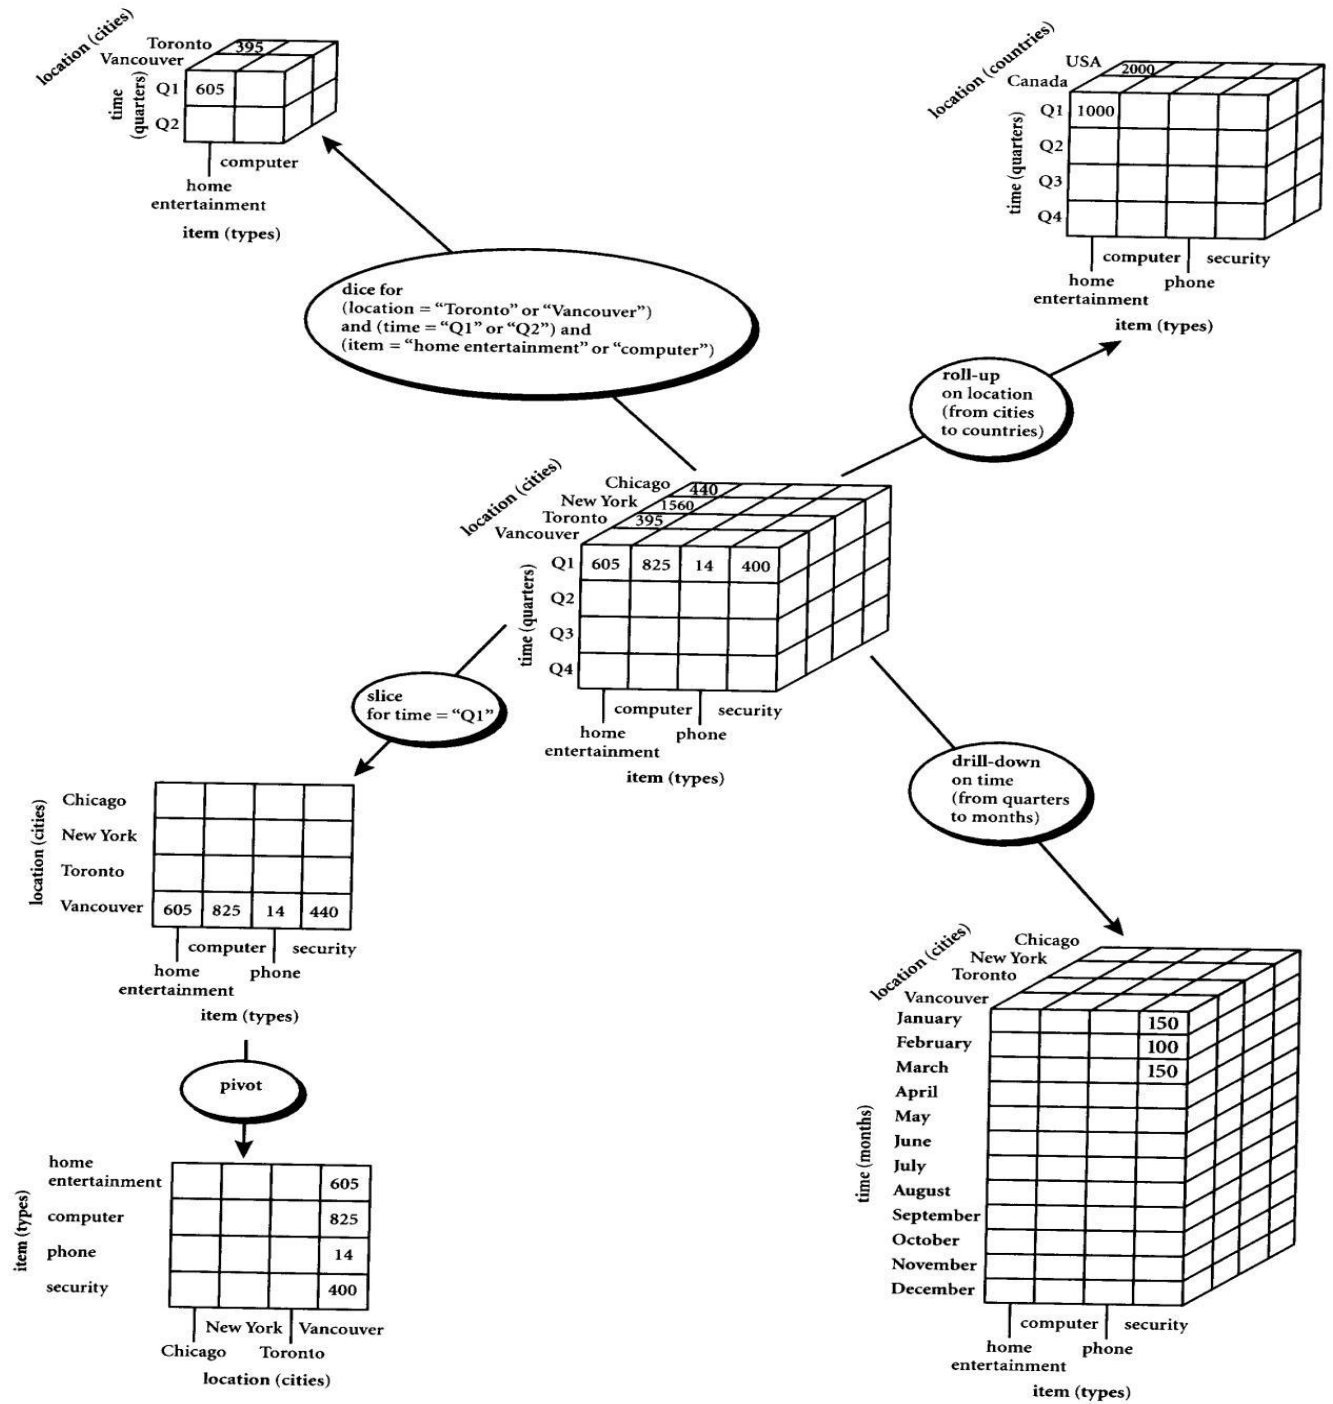 location (cities)
Toronto 395
Vancouver
time
(quarters)
Q1 605
Q2
computer
home
entertainment
item (types)
location (countries)
USA 2000
Canada
time (quarters)
Q1 1000
Q2
Q3
Q4
computer security
home phone
entertainment
item (types)
dice for
(location = “Toronto” or “Vancouver”)
and (time = “Q1” or “Q2”) and
(item = “home entertainment” or “computer”)
roll-up
on location
(from cities
to countries)
location (cities)
Chicago 440
New York 1560
Toronto 395
Vancouver
time (quarters)
Q1 605 825 14 400
Q2
Q3
Q4
computer security
home phone
entertainment
item (types)
slice
for time = “Q1”
drill-down
on time
(from quarters
to months)
location (cities)
Chicago
New York
Toronto
Vancouver 605 825 14 440
computer security
home phone
entertainment
item (types)
pivot
item (types)
home
entertainment 605
computer 825
phone 14
security 400
New York Vancouver
Chicago Toronto
location (cities)
location (cities)
Chicago
New York
Toronto
Vancouver
time (months)
January 150
February 100
March 150
April
May
June
July
August
September
October
November
December
computer security
home phone
entertainment
item (types)